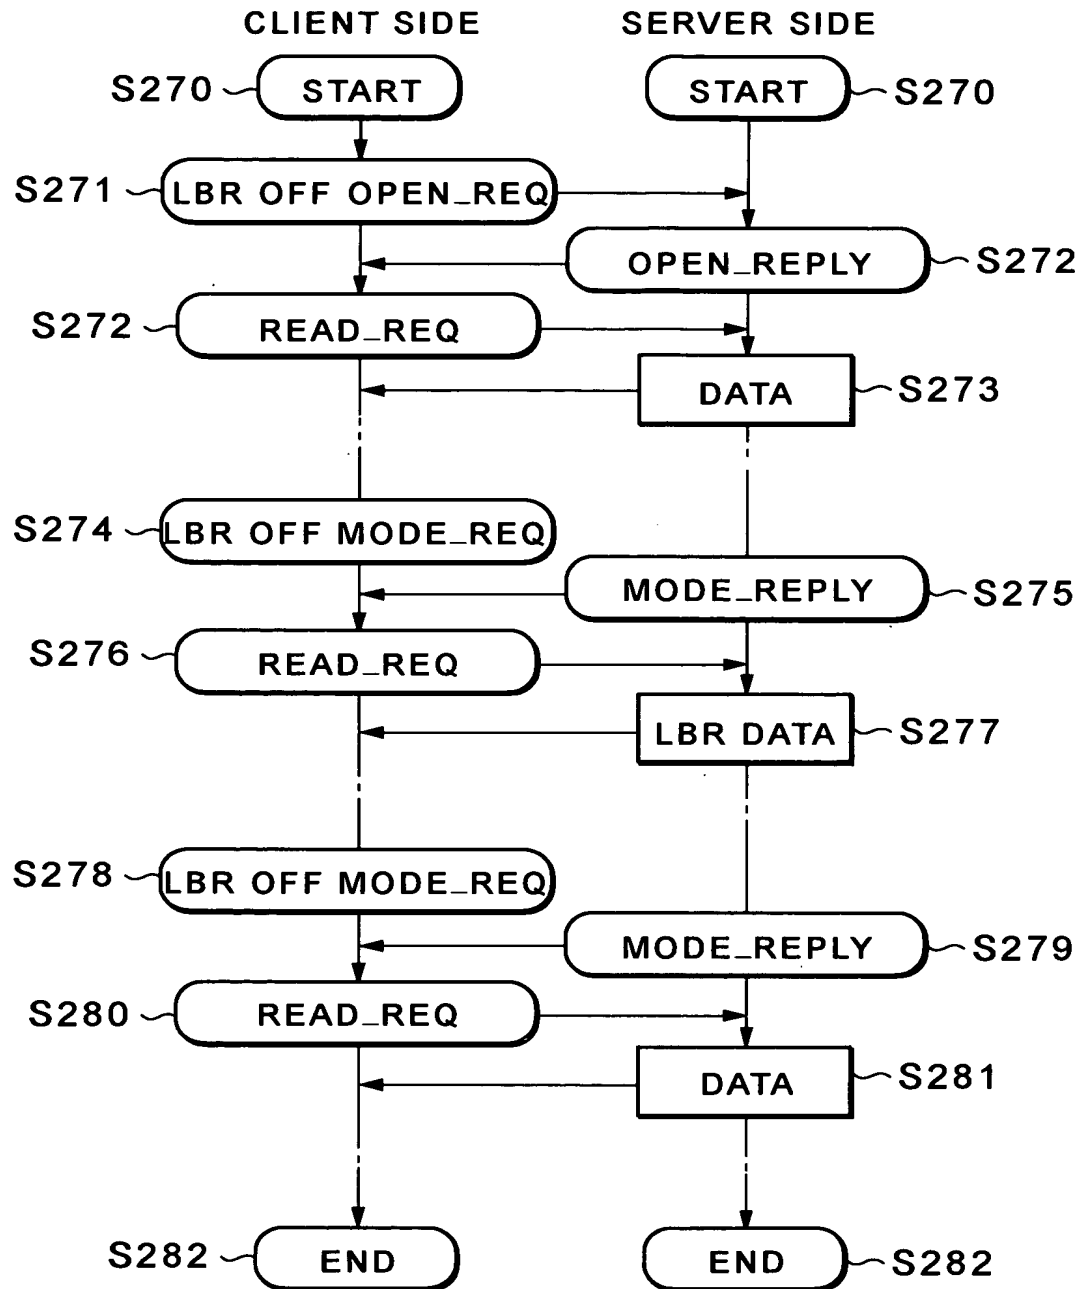 CLIENT SIDE SERVER SIDE
S270 START START S270
S271 LBR OFF OPEN_REQ
OPEN_REPLY S272
S272 READ_REQ
DATA S273
S274 LBR OFF MODE_REQ
MODE_REPLY S275
S276 READ_REQ
LBR DATA S277
S278 LBR OFF MODE_REQ
MODE_REPLY S279
S280 READ_REQ
DATA S281
S282 END END S282